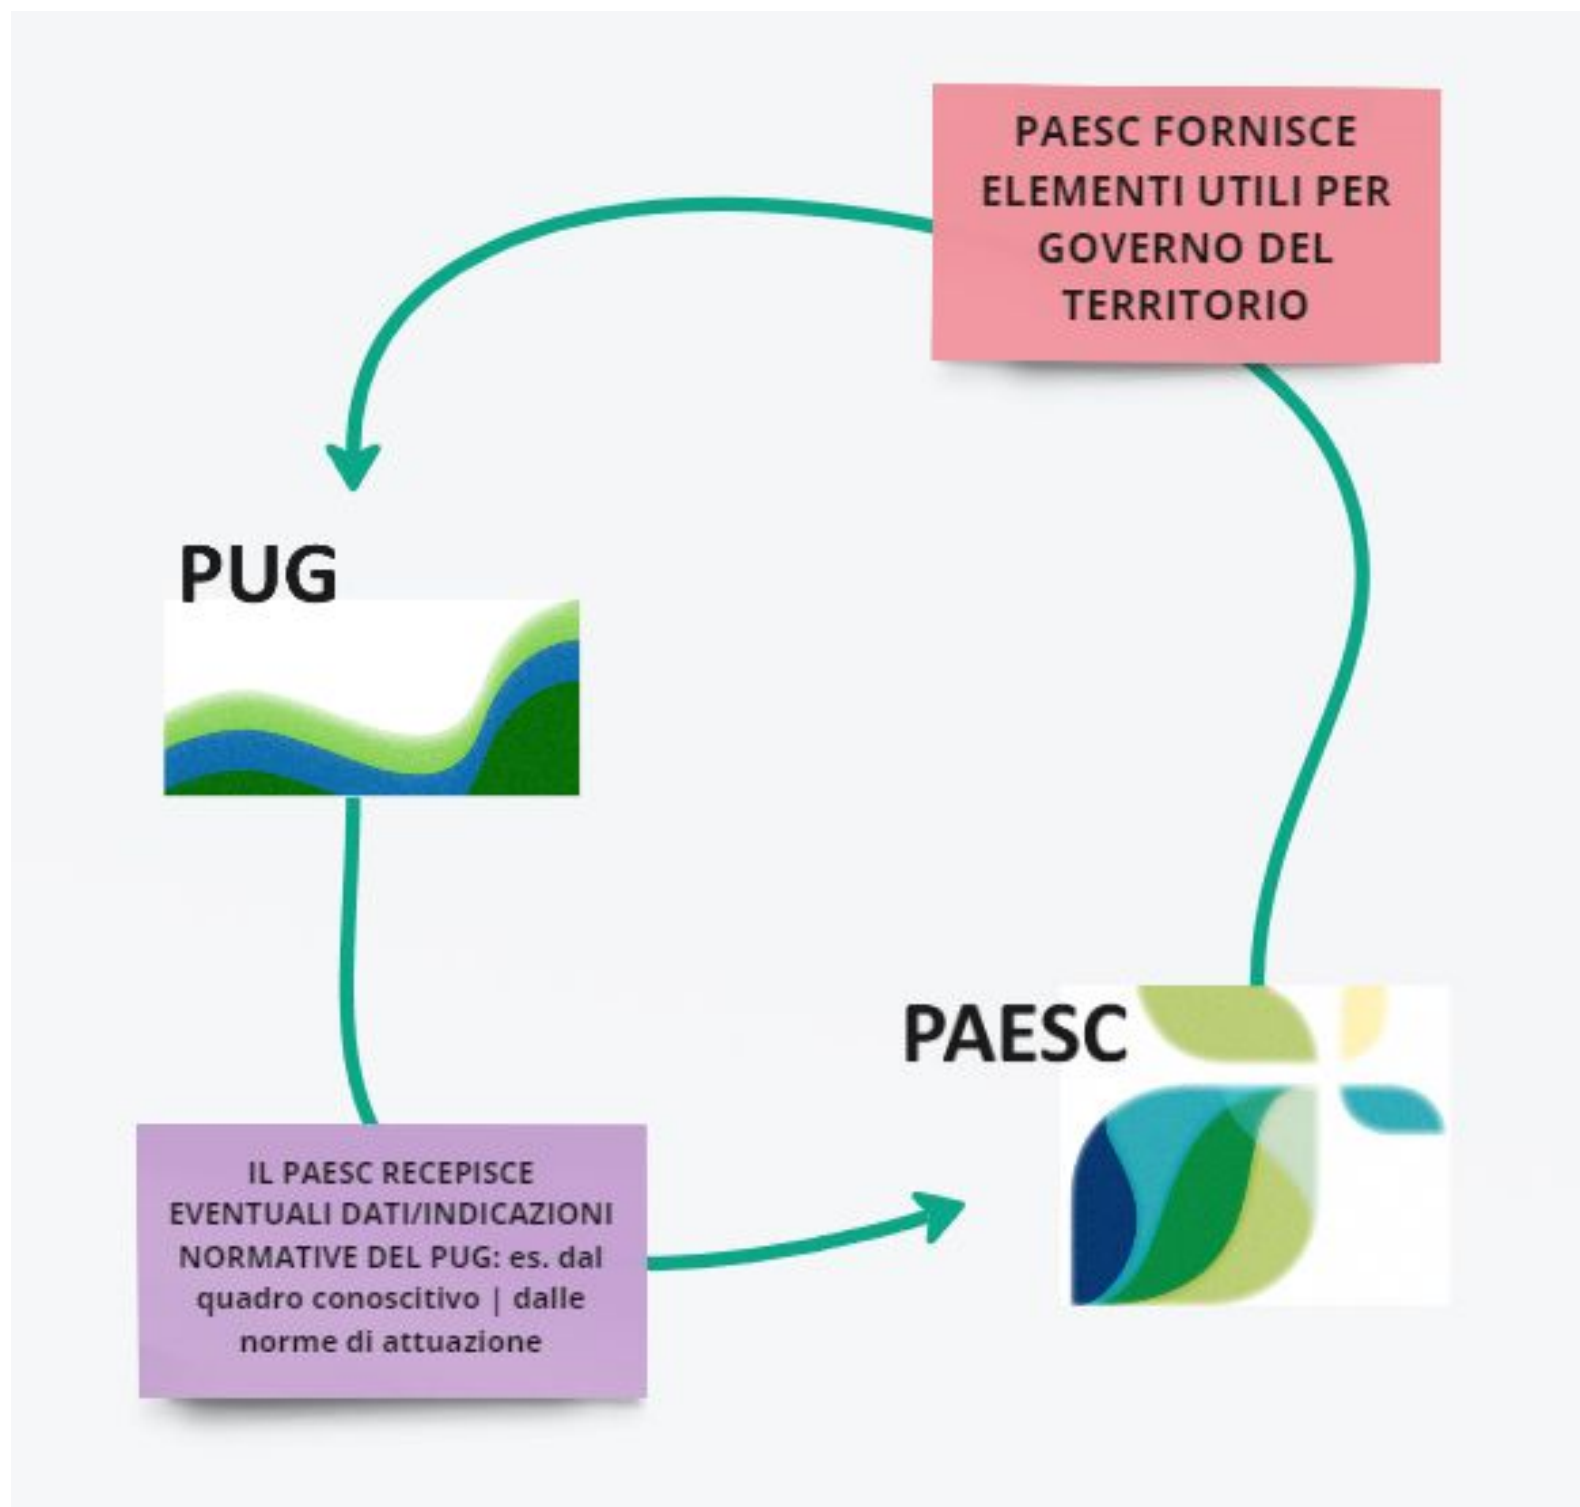 PAESC FORNISCE
ELEMENTI UTILI PER
GOVERNO DEL
TERRITORIO
PUG
PAESC
IL PAESC RECEPISCE
EVENTUALI DATI/INDICAZIONI
NORMATIVE DEL PUG: es. dal
quadro conoscitivo | dalle
norme di attuazione